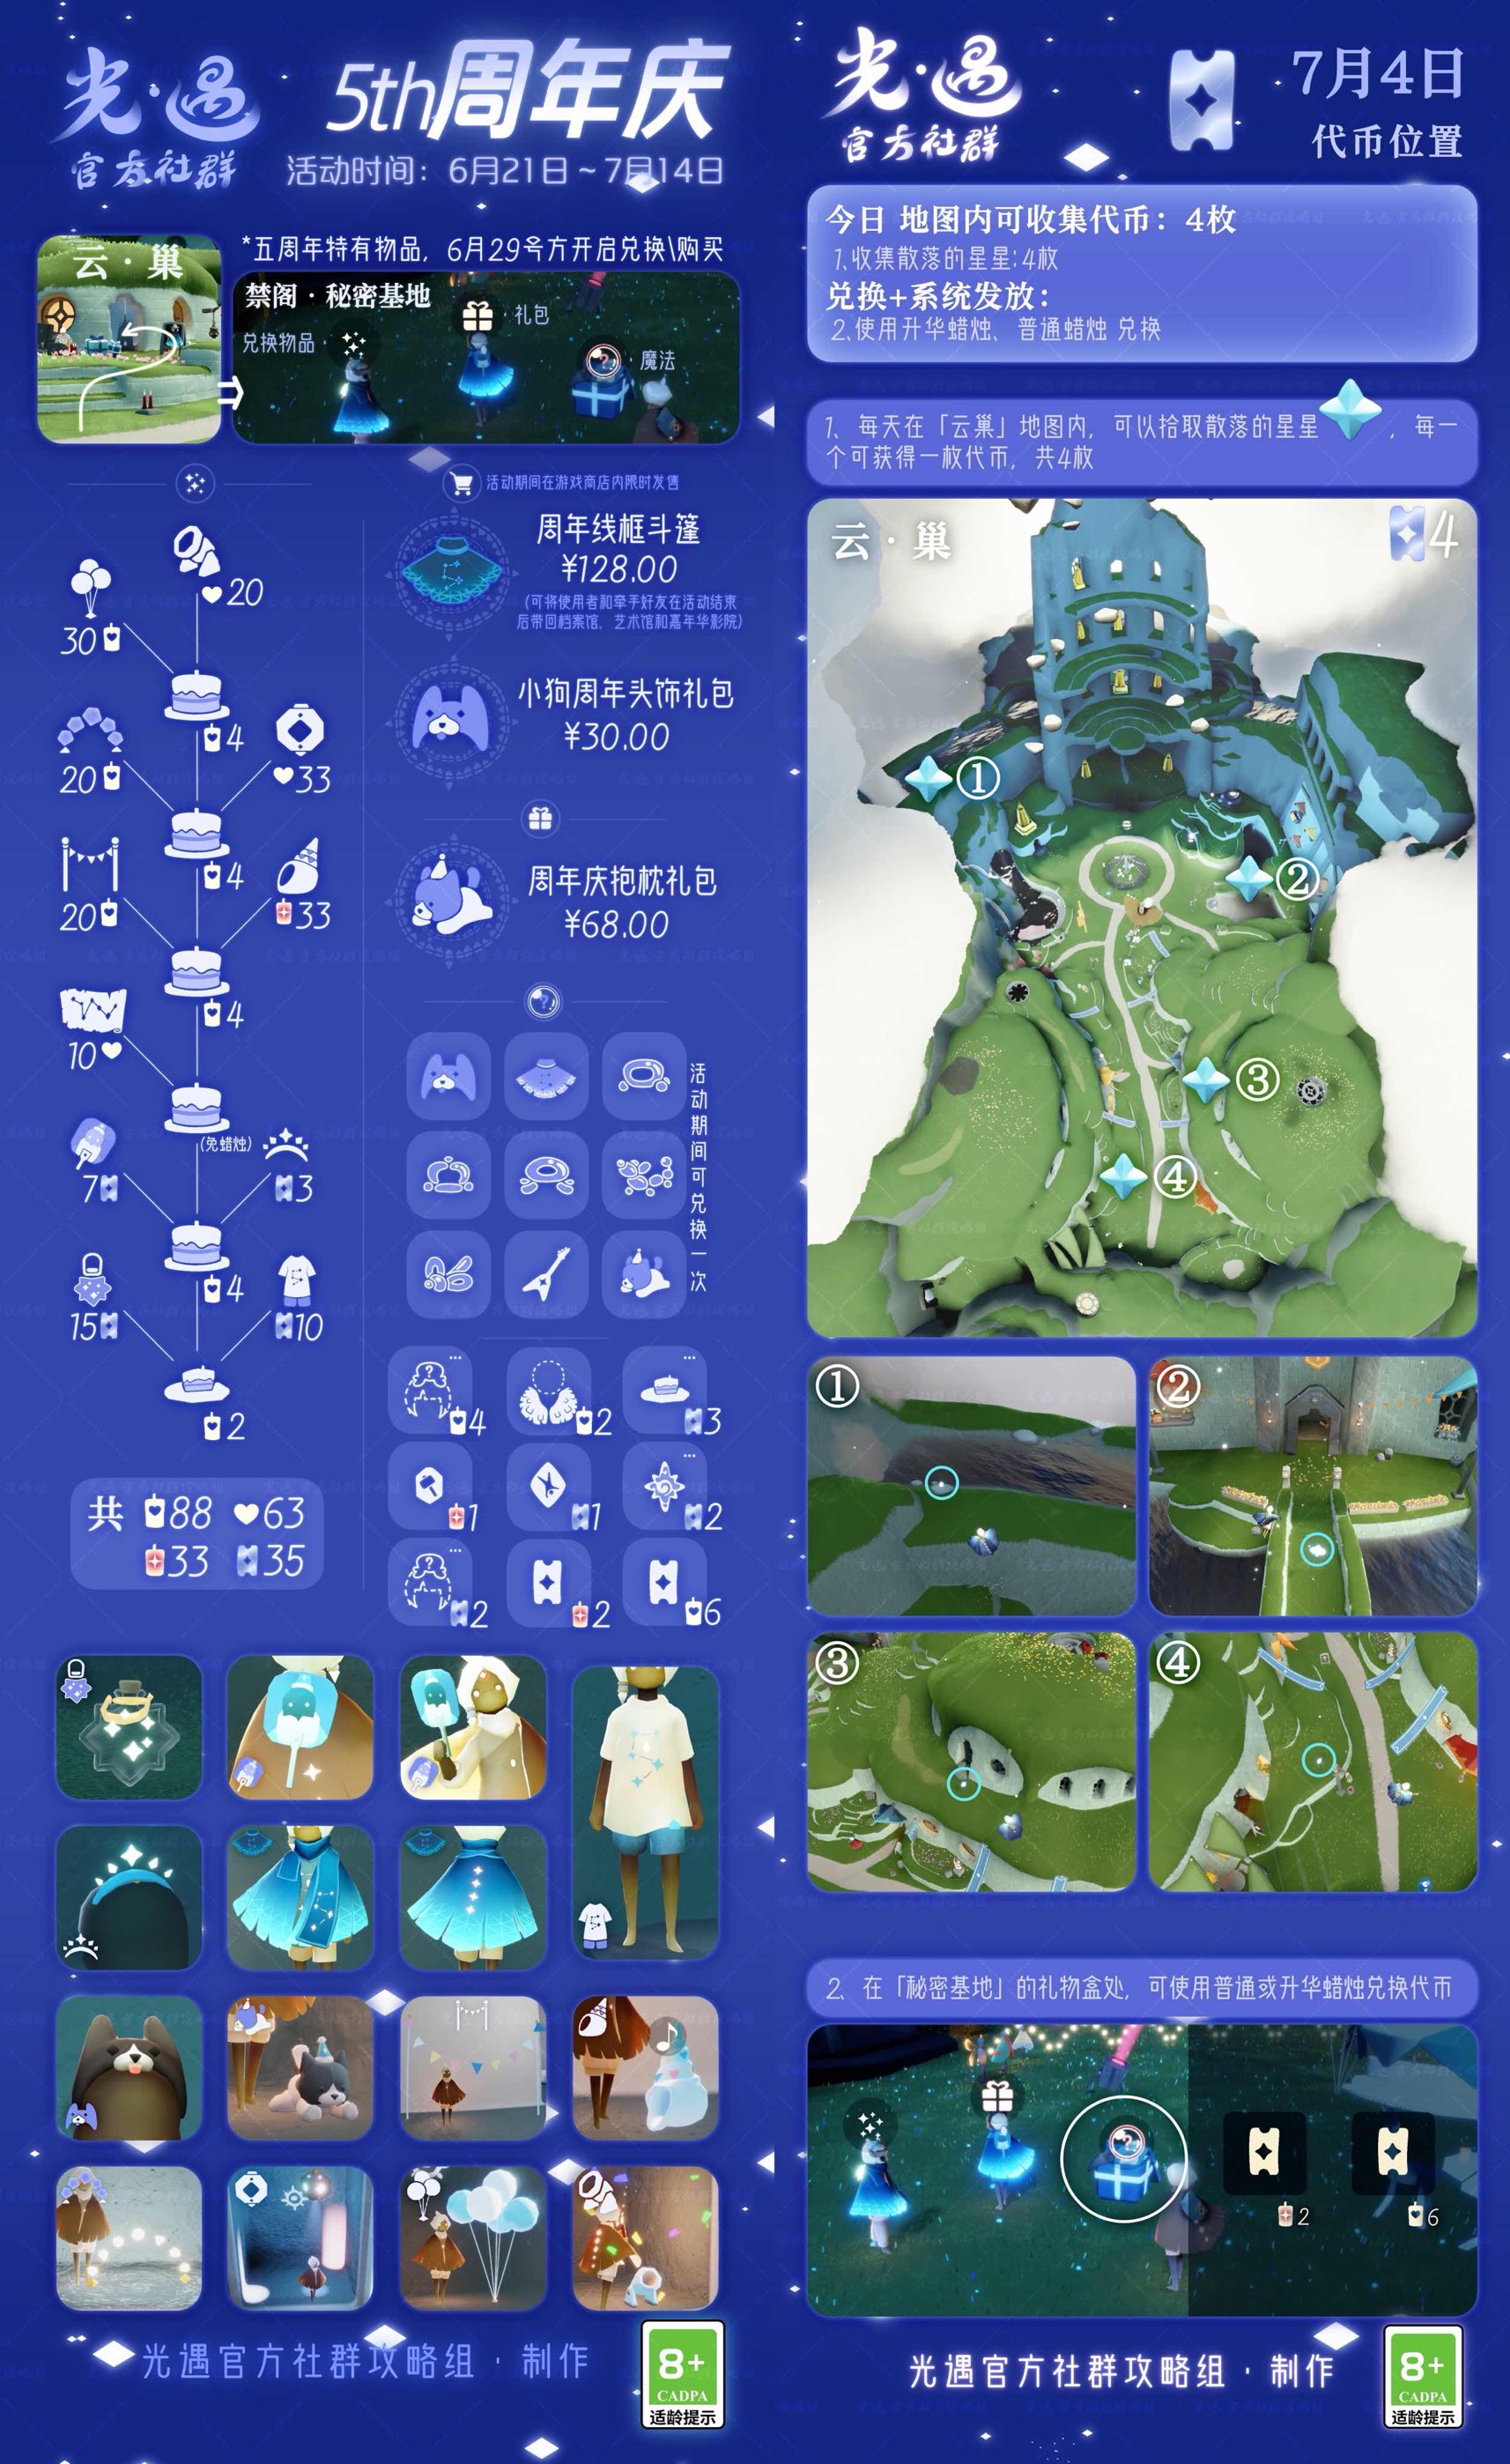 光·遇
官方社群
5th周年庆
活动时间：6月21日~7月14日
*五周年特有物品，6月29号方开启兑换\购买
云·巢
禁阁·秘密基地
兑换物品
礼包
魔法
活动期间在游戏商店内限时发售
周年线框斗篷
¥128.00
(可将使用者和牵手好友在活动结束
后带回档案馆、艺术馆和嘉年华影院)
小狗周年头饰礼包
¥30.00
周年庆抱枕礼包
¥68.00
活动期间可兑换一次
20
30
4
20
33
4
20
33
4
10
(免蜡烛)
7
3
4
15
10
2
共 88 63
33 35
4 2 3
1 1 2
2 2 6
光遇官方社群攻略组·制作
8+
CADPA
适龄提示
光·遇
官方社群
7月4日
代币位置
今日 地图内可收集代币：4枚
1.收集散落的星星:4枚
兑换+系统发放：
2.使用升华蜡烛、普通蜡烛 兑换
1、每天在「云巢」地图内，可以拾取散落的星星 ，每一
个可获得一枚代币，共4枚
云·巢
4
①
②
③
④
①
②
③
④
2、在「秘密基地」的礼物盒处，可使用普通或升华蜡烛兑换代币
2
6
光遇官方社群攻略组·制作
8+
CADPA
适龄提示